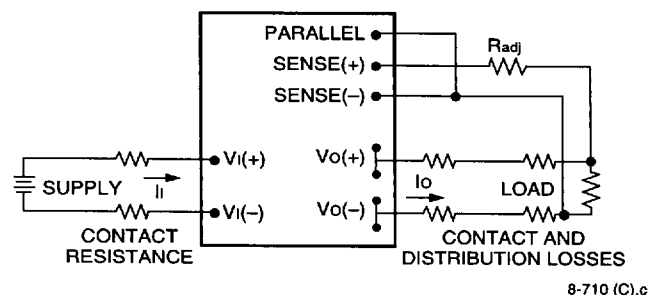 PARALLEL
SENSE(+)
SENSE(–)
Radj
VI(+)
VO(+)
SUPPLY
II
IO
LOAD
VI(–)
VO(–)
CONTACT
RESISTANCE
CONTACT AND
DISTRIBUTION LOSSES
8-710 (C).c